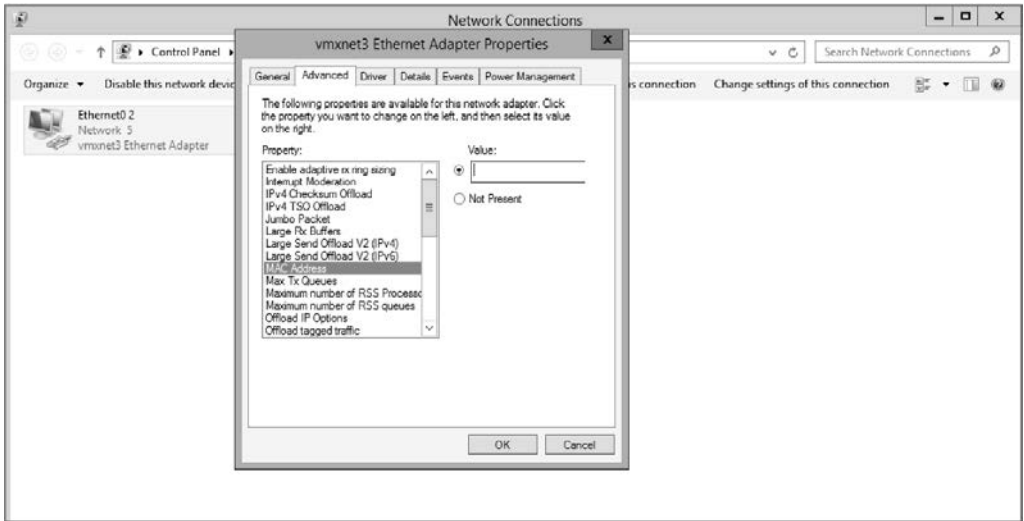 Network Connections
Control Panel
Search Network Connections
Organize
Disable this network devic
is connection
Change settings of this connection
Ethernet0 2
Network 5
vmxnet3 Ethernet Adapter
vmxnet3 Ethernet Adapter Properties
General Advanced Driver Details Events Power Management
The following properties are available for this network adapter. Click
the property you want to change on the left, and then select its value
on the right.
Property:
Value:
Enable adaptive rx ring sizing
Interrupt Moderation
IPv4 Checksum Offload
IPv4 TSO Offload
Jumbo Packet
Large Rx Buffers
Large Send Offload V2 (IPv4)
Large Send Offload V2 (IPv6)
MAC Address
Max Tx Queues
Maximum number of RSS Processo
Maximum number of RSS queues
Offload IP Options
Offload tagged traffic
Not Present
OK
Cancel